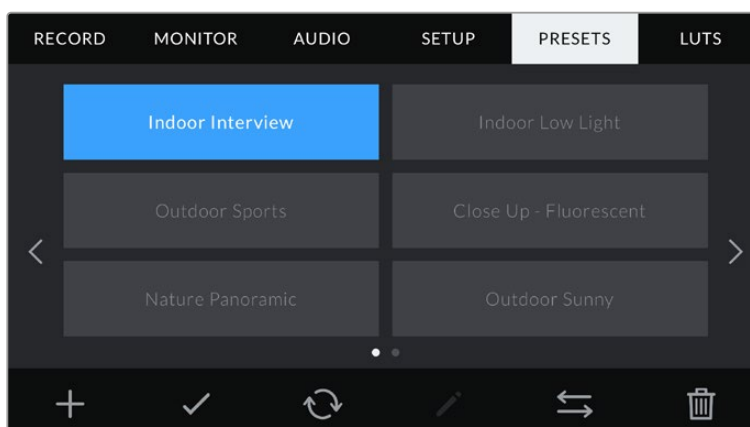 RECORD MONITOR AUDIO SETUP PRESETS LUTS
Indoor Interview Indoor Low Light
Outdoor Sports Close Up - Fluorescent
Nature Panoramic Outdoor Sunny